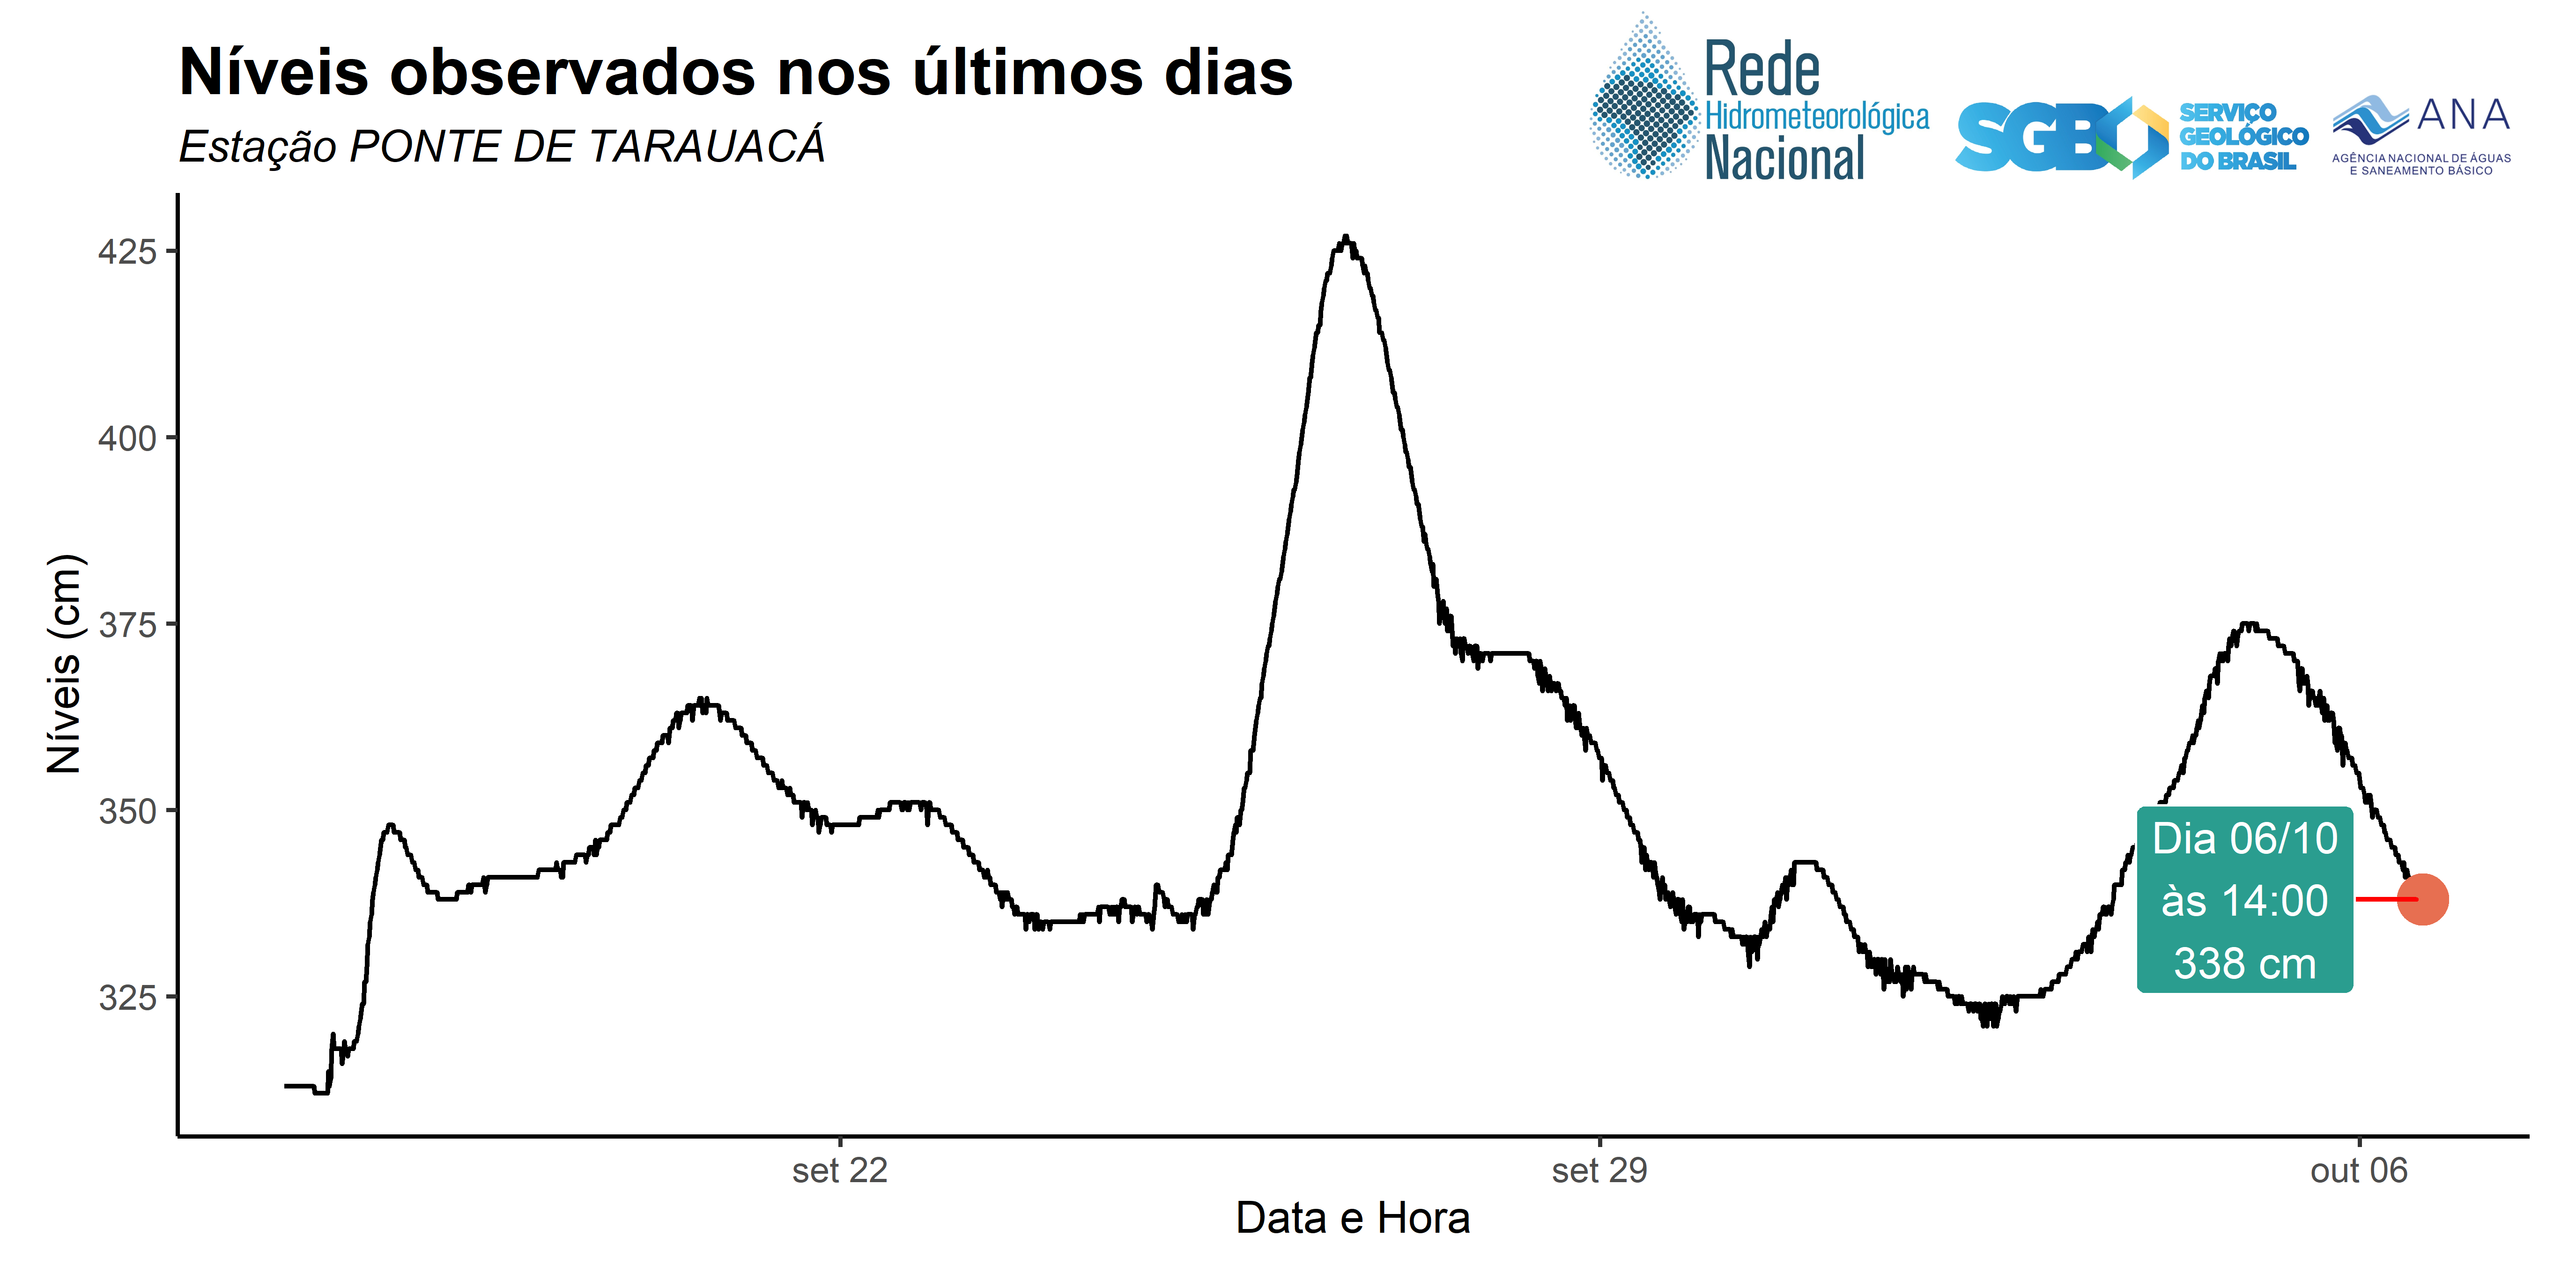 Níveis observados nos últimos dias
Estação PONTE DE TARAUACÁ
Rede
Hidrometeorológica
Nacional
SGB
SERVIÇO
GEOLÓGICO
DO BRASIL
ANA
AGÊNCIA NACIONAL DE ÁGUAS
E SANEAMENTO BÁSICO
Níveis (cm)
425
400
375
350
325
Dia 06/10
às 14:00
338 cm
set 22
set 29
out 06
Data e Hora